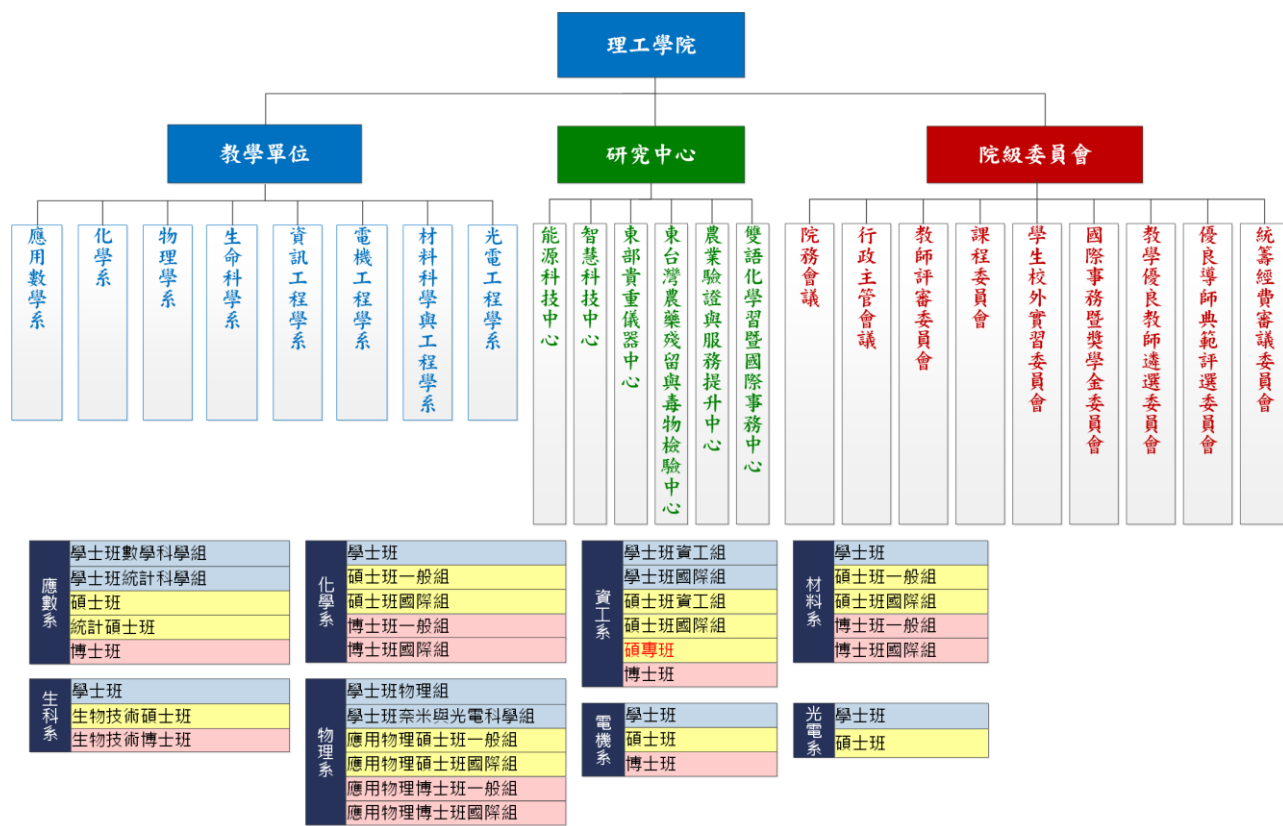 理工學院
教學單位
研究中心
院級委員會
應用數學系
化學系
物理學系
生命科學系
資訊工程學系
電機工程學系
材料科學與工程學系
光電工程學系
能源科技中心
智慧科技中心
東部貴重儀器中心
東台灣農藥殘留與毒物檢驗中心
農業驗證與服務提升中心
雙語化學習暨國際事務中心
院務會議
行政主管會議
教師評審委員會
課程委員會
學生校外實習委員會
國際事務暨獎學金委員會
教學優良教師遴選委員會
優良導師典範評選委員會
統籌經費審議委員會
應數系
學士班數學科學組
學士班統計科學組
碩士班
統計碩士班
博士班
化學系
學士班
碩士班一般組
碩士班國際組
博士班一般組
博士班國際組
資工系
學士班資工組
學士班國際組
碩士班資工組
碩士班國際組
碩專班
博士班
材料系
學士班
碩士班一般組
碩士班國際組
博士班一般組
博士班國際組
生科系
學士班
生物技術碩士班
生物技術博士班
物理系
學士班物理組
學士班奈米與光電科學組
應用物理碩士班一般組
應用物理碩士班國際組
應用物理博士班一般組
應用物理博士班國際組
電機系
學士班
碩士班
博士班
光電系
學士班
碩士班